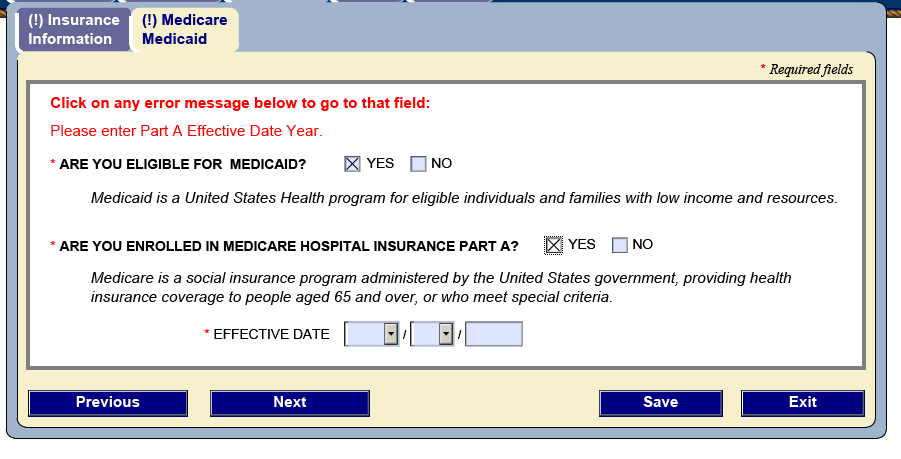 (!) Insurance
Information
(!) Medicare
Medicaid
* Required fields
Click on any error message below to go to that field:
Please enter Part A Effective Date Year.
* ARE YOU ELIGIBLE FOR MEDICAID? YES NO
Medicaid is a United States Health program for eligible individuals and families with low income and resources.
* ARE YOU ENROLLED IN MEDICARE HOSPITAL INSURANCE PART A? YES NO
Medicare is a social insurance program administered by the United States government, providing health
insurance coverage to people aged 65 and over, or who meet special criteria.
* EFFECTIVE DATE / /
Previous Next Save Exit